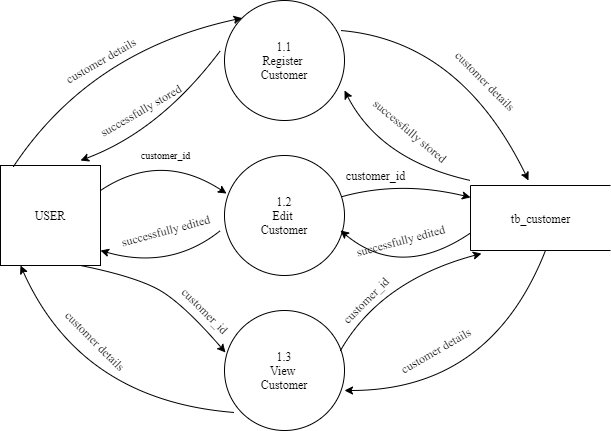 1.1
Register
Customer
customer details
customer details
successfully stored
successfully stored
customer_id
customer_id
1.2
Edit
Customer
USER
tb_customer
successfully edited
successfully edited
customer_id
customer_id
1.3
View
Customer
customer details
customer details